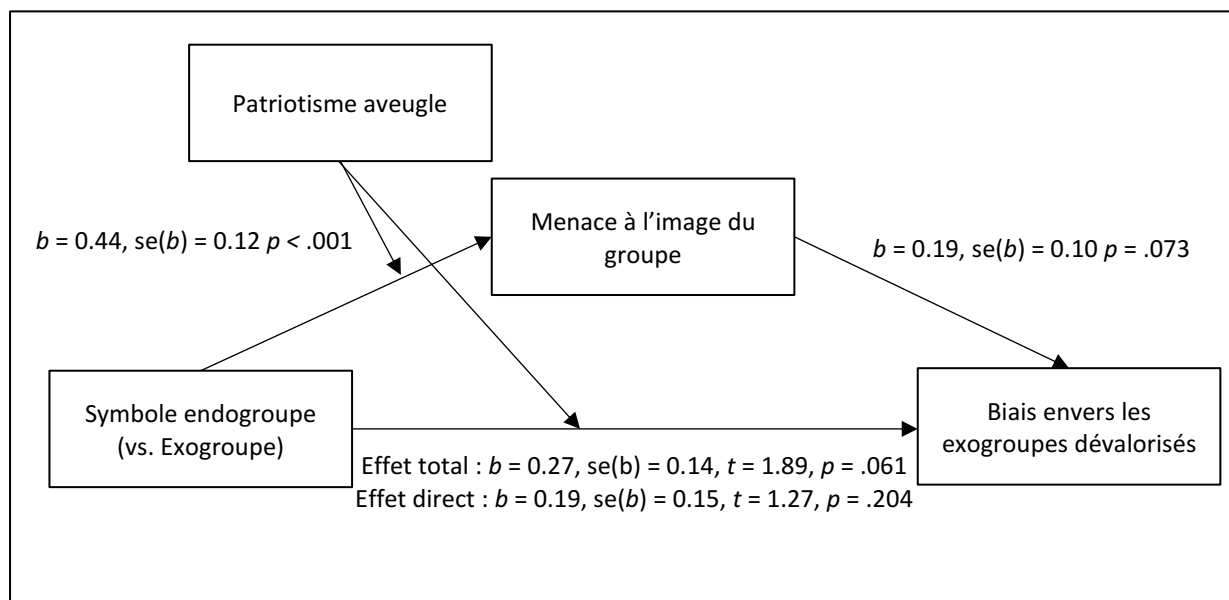 Patriotisme aveugle
Menace à l’image du
groupe
b = 0.44, se(b) = 0.12 p < .001
b = 0.19, se(b) = 0.10 p = .073
Symbole endogroupe
(vs. Exogroupe)
Biais envers les
exogroupes dévalorisés
Effet total : b = 0.27, se(b) = 0.14, t = 1.89, p = .061
Effet direct : b = 0.19, se(b) = 0.15, t = 1.27, p = .204